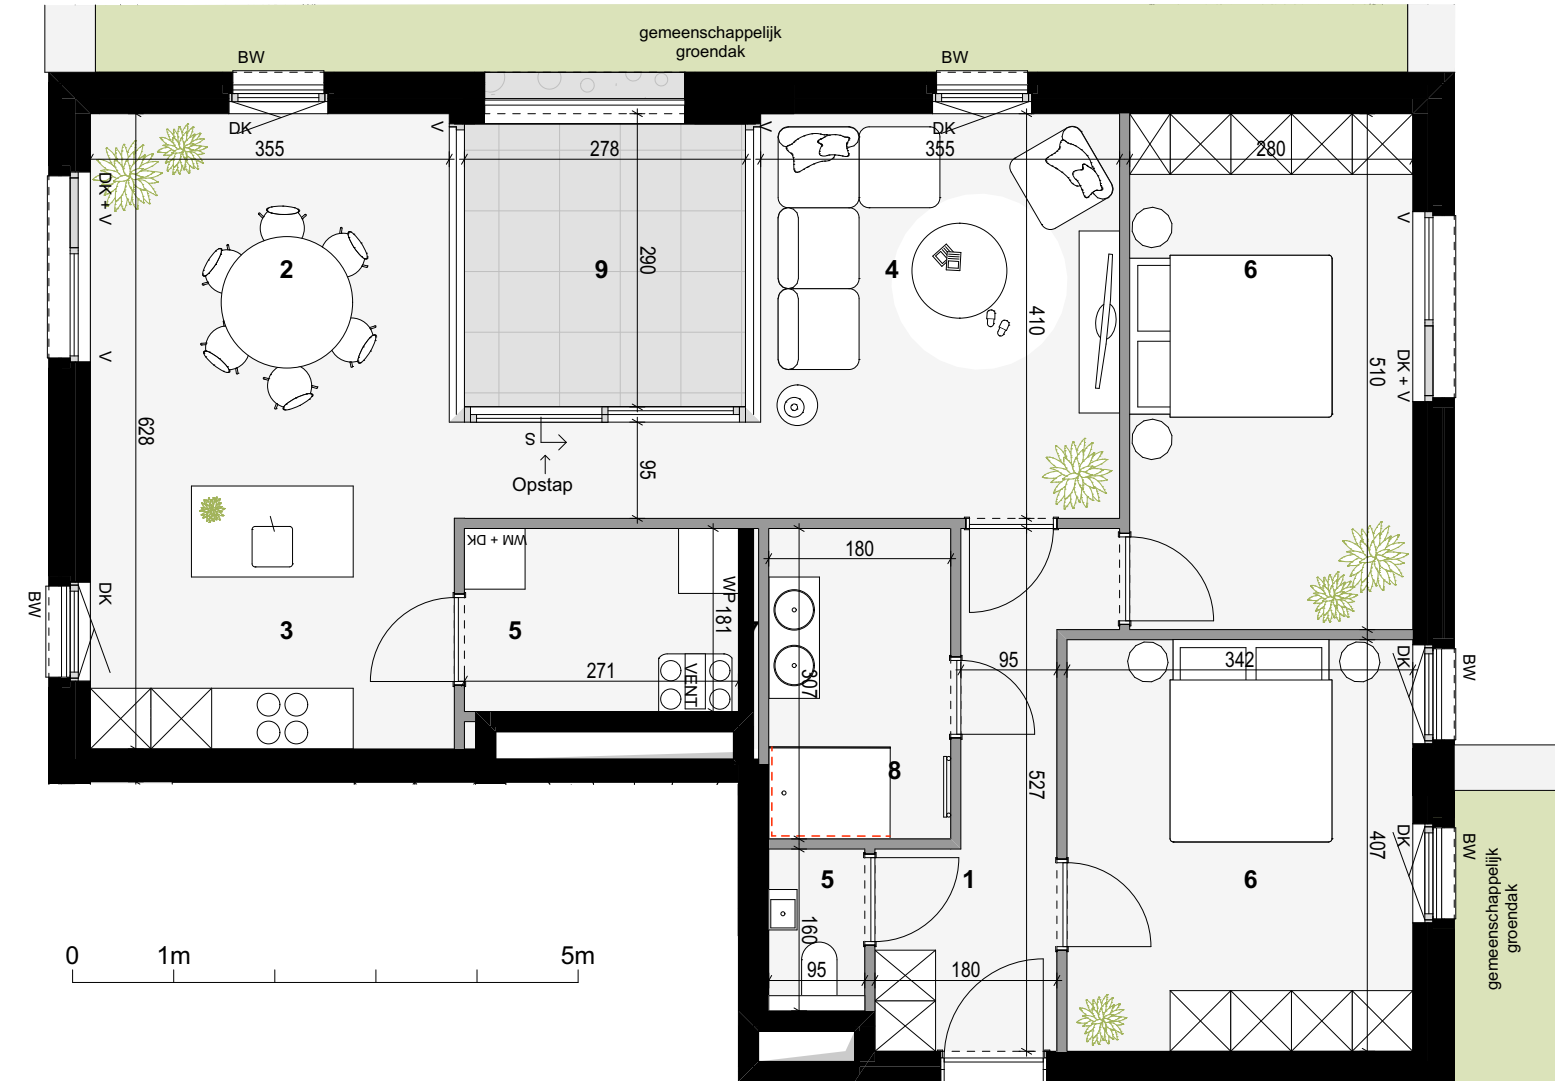 gemeenschappelijk
groendak
BW
BW
DK
V
V
DK
355
278
355
280
DK + V
V
V
DK + V
2
9
4
6
290
410
510
628
95
S
Opstap
WM + DK
180
WP
181
DK
BW
3
5
271
VENT
307
95
342
DK
BW
8
527
407
DK
BW
5
1
6
160
95
180
gemeenschappelijk
groendak
0
1m
5m